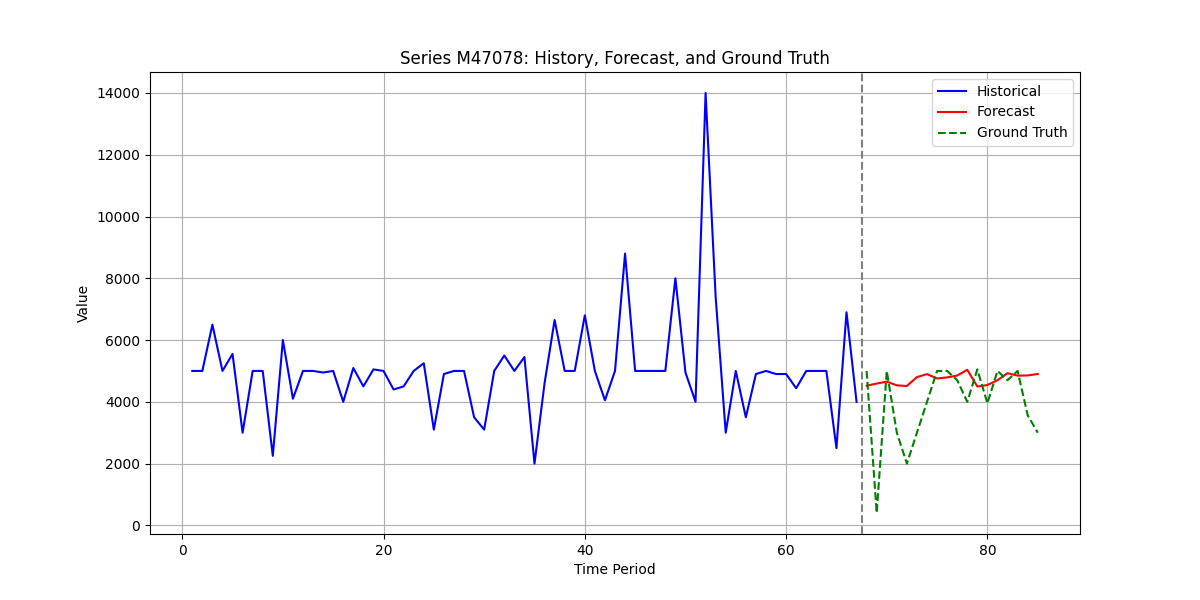 Series M47078: History, Forecast, and Ground Truth
Historical
Forecast
Ground Truth
Value
14000
12000
10000
8000
6000
4000
2000
0
0 20 40 60 80
Time Period